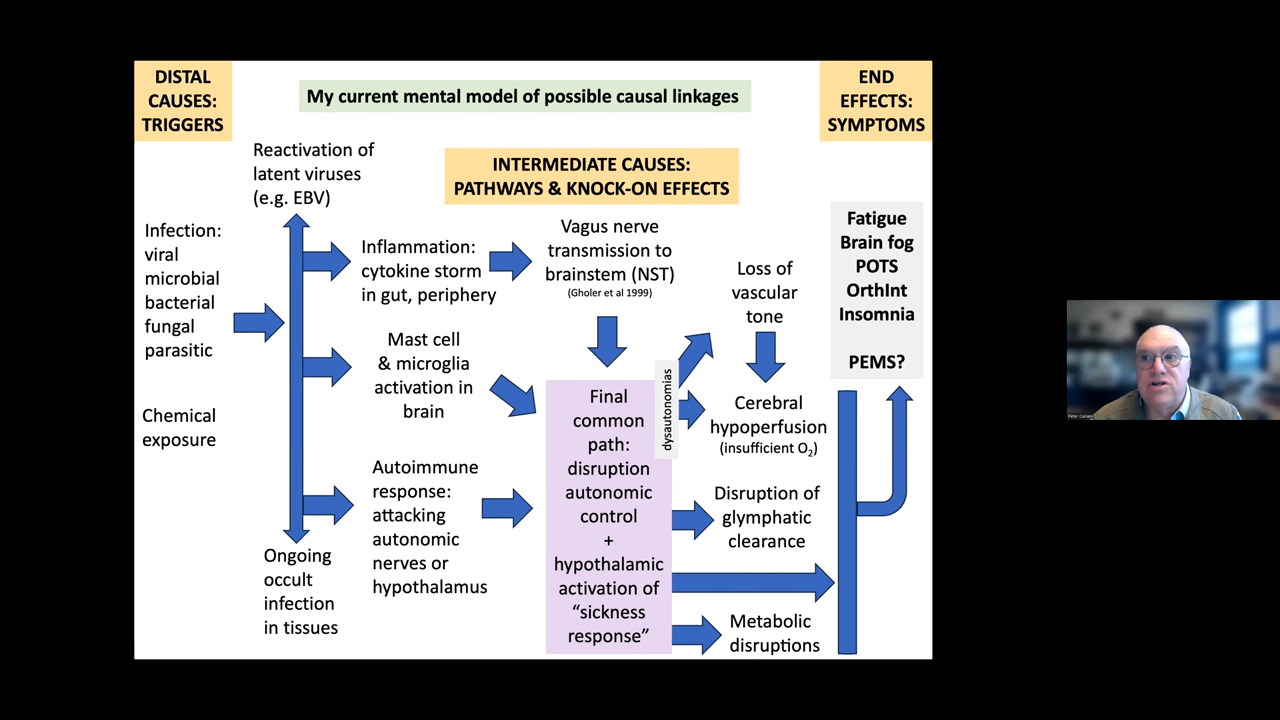 DISTAL
CAUSES:
TRIGGERS
My current mental model of possible causal linkages
END
EFFECTS:
SYMPTOMS
Reactivation of
latent viruses
(e.g. EBV)
INTERMEDIATE CAUSES:
PATHWAYS & KNOCK-ON EFFECTS
Infection:
viral
microbial
bacterial
fungal
parasitic
Chemical
exposure
Inflammation:
cytokine storm
in gut, periphery
Vagus nerve
transmission to
brainstem (NST)
(Gholer et al 1999)
Mast cell
& microglia
activation in
brain
Autoimmune
response:
attacking
autonomic
nerves or
hypothalamus
Ongoing
occult
infection
in tissues
Final
common
path:
disruption
autonomic
control
+
hypothalamic
activation of
“sickness
response”
dysautonomias
Loss of
vascular
tone
Cerebral
hypoperfusion
(insufficient O₂)
Disruption of
glymphatic
clearance
Metabolic
disruptions
Fatigue
Brain fog
POTS
OrthInt
Insomnia
PEMS?